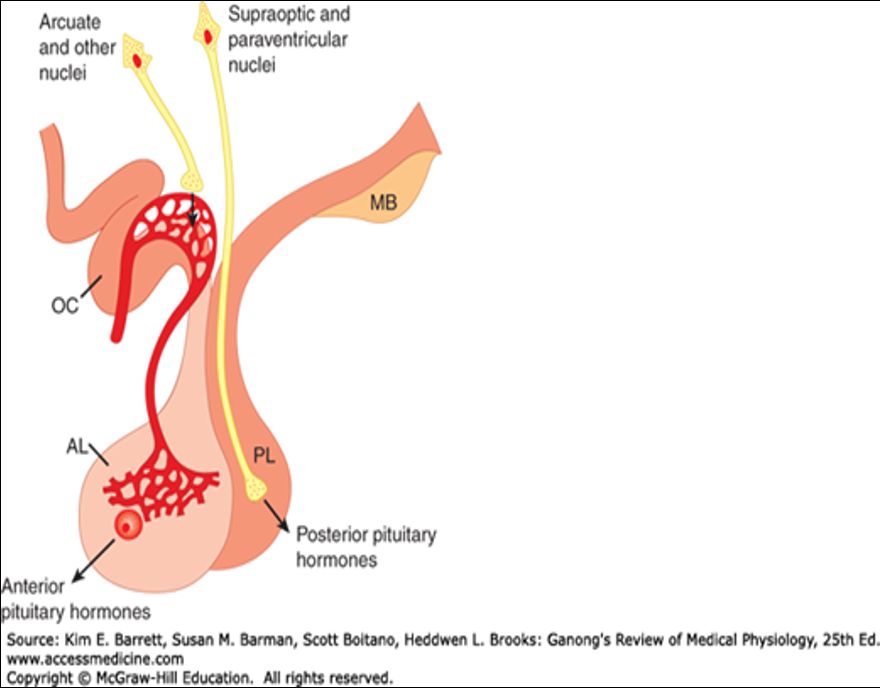 Arcuate
and other
nuclei
Supraoptic and
paraventricular
nuclei
MB
OC
AL
PL
Posterior pituitary
hormones
Anterior
pituitary hormones
Source: Kim E. Barrett, Susan M. Barman, Scott Boitano, Heddwen L. Brooks: Ganong's Review of Medical Physiology, 25th Ed.
www.accessmedicine.com
Copyright © McGraw-Hill Education. All rights reserved.